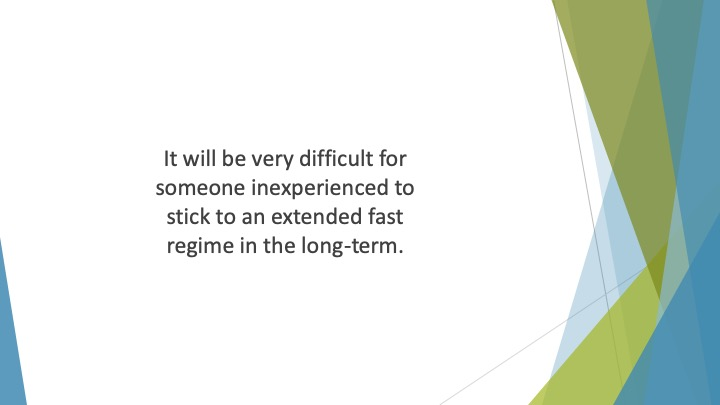 It will be very difficult for
someone inexperienced to
stick to an extended fast
regime in the long-term.